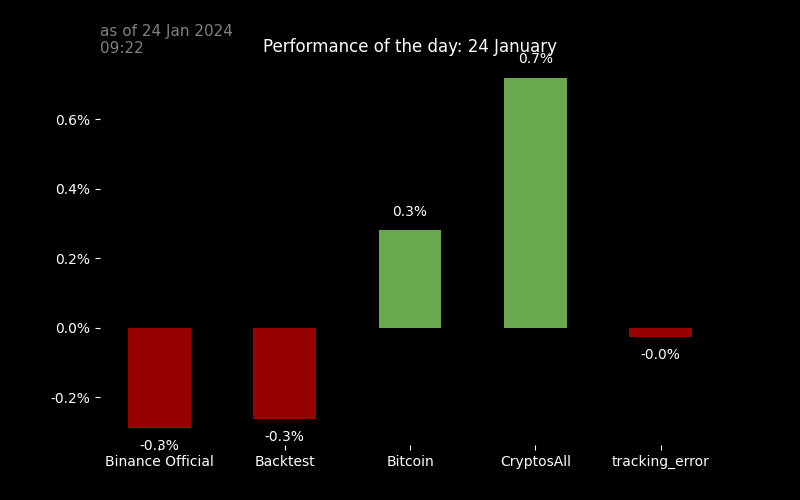 as of 24 Jan 2024
09:22
Performance of the day: 24 January
0.7%
0.6%
0.4%
0.3%
0.2%
0.0%
-0.0%
-0.2%
-0.3%
-0.3%
Binance Official
Backtest
Bitcoin
CryptosAll
tracking_error